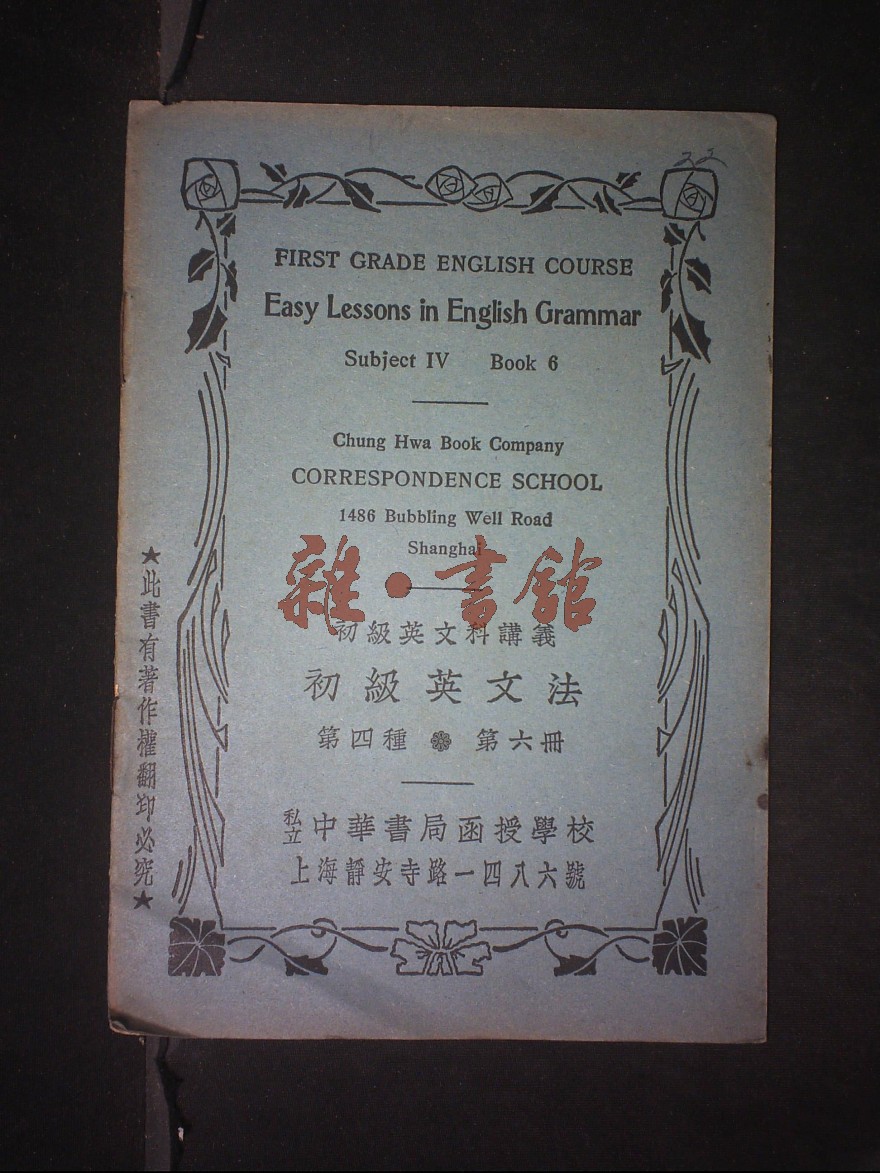 22
FIRST GRADE ENGLISH COURSE
Easy Lessons in English Grammar
Subject IV Book 6
Chung Hwa Book Company
CORRESPONDENCE SCHOOL
1486 Bubbling Well Road
Shanghai
雜·書館
初級英文科講義
初級英文法
第四種 第六冊
私立中華書局函授學校
上海靜安寺路一四八六號
★此書有著作權翻印必究★